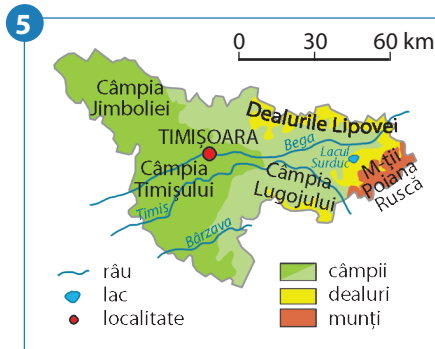 5
0 30 60 km
Câmpia
Jimboliei
Dealurile Lipovei
TIMIȘOARA
Bega
Lacul
Surduc
M-ții
Poiana
Ruscă
Câmpia
Timișului
Câmpia
Lugojului
Timiș
Bârzava
râu
lac
localitate
câmpii
dealuri
munți